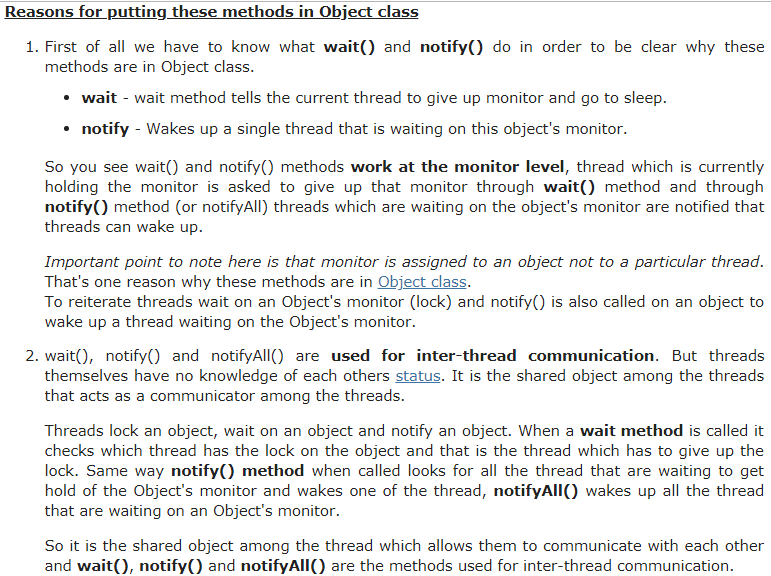 Reasons for putting these methods in Object class
1. First of all we have to know what wait() and notify() do in order to be clear why these
methods are in Object class.
• wait - wait method tells the current thread to give up monitor and go to sleep.
• notify - Wakes up a single thread that is waiting on this object's monitor.
So you see wait() and notify() methods work at the monitor level, thread which is currently
holding the monitor is asked to give up that monitor through wait() method and through
notify() method (or notifyAll) threads which are waiting on the object's monitor are notified that
threads can wake up.
Important point to note here is that monitor is assigned to an object not to a particular thread.
That's one reason why these methods are in Object class.
To reiterate threads wait on an Object's monitor (lock) and notify() is also called on an object to
wake up a thread waiting on the Object's monitor.
2. wait(), notify() and notifyAll() are used for inter-thread communication. But threads
themselves have no knowledge of each others status. It is the shared object among the threads
that acts as a communicator among the threads.
Threads lock an object, wait on an object and notify an object. When a wait method is called it
checks which thread has the lock on the object and that is the thread which has to give up the
lock. Same way notify() method when called looks for all the thread that are waiting to get
hold of the Object's monitor and wakes one of the thread, notifyAll() wakes up all the thread
that are waiting on an Object's monitor.
So it is the shared object among the thread which allows them to communicate with each other
and wait(), notify() and notifyAll() are the methods used for inter-thread communication.